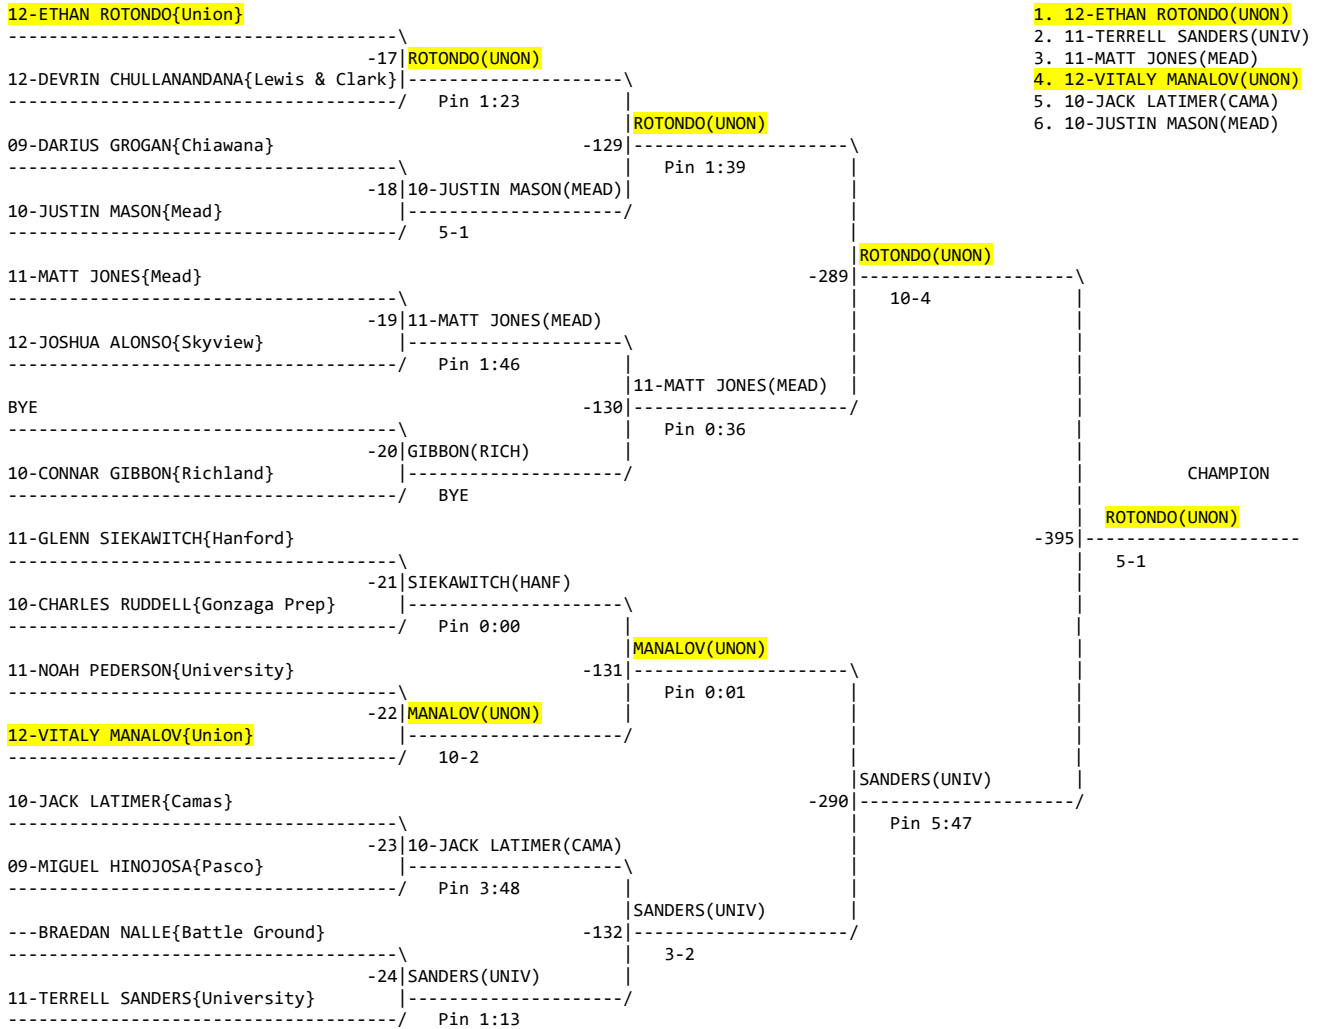 12-ETHAN ROTONDO{Union} 1. 12-ETHAN ROTONDO(UNON)
-------------------------------------\ 2. 11-TERRELL SANDERS(UNIV)
-17|ROTONDO(UNON) 3. 11-MATT JONES(MEAD)
12-DEVRIN CHULLANANDANA{Lewis & Clark}|--------------------\ 4. 12-VITALY MANALOV(UNON)
-------------------------------------/ Pin 1:23 | 5. 10-JACK LATIMER(CAMA)
|ROTONDO(UNON) 6. 10-JUSTIN MASON(MEAD)
09-DARIUS GROGAN{Chiawana} -129|---------------------\
-------------------------------------\ | Pin 1:39 |
-18|10-JUSTIN MASON(MEAD)| |
10-JUSTIN MASON{Mead} |--------------------/ |
-------------------------------------/ 5-1 |
|ROTONDO(UNON)
11-MATT JONES{Mead} -289|---------------------\
-------------------------------------\ | 10-4 |
-19|11-MATT JONES(MEAD) | |
12-JOSHUA ALONSO{Skyview} |--------------------\ | |
-------------------------------------/ Pin 1:46 | | |
|11-MATT JONES(MEAD) | |
BYE -130|---------------------/ |
-------------------------------------\ | Pin 0:36 |
-20|GIBBON(RICH) | |
10-CONNAR GIBBON{Richland} |--------------------/ | CHAMPION
-------------------------------------/ BYE |
| ROTONDO(UNON)
11-GLENN SIEKAWITCH{Hanford} -395|---------------------
-------------------------------------\ | 5-1
-21|SIEKAWITCH(HANF) |
10-CHARLES RUDDELL{Gonzaga Prep} |--------------------\ |
-------------------------------------/ Pin 0:00 | |
|MANALOV(UNON) |
11-NOAH PEDERSON{University} -131|---------------------\ |
-------------------------------------\ | Pin 0:01 | |
-22|MANALOV(UNON) | | |
12-VITALY MANALOV{Union} |--------------------/ | |
-------------------------------------/ 10-2 | |
|SANDERS(UNIV) |
10-JACK LATIMER{Camas} -290|---------------------/
-------------------------------------\ | Pin 5:47
-23|10-JACK LATIMER(CAMA) |
09-MIGUEL HINOJOSA{Pasco} |--------------------\ |
-------------------------------------/ Pin 3:48 | |
|SANDERS(UNIV) |
---BRAEDAN NALLE{Battle Ground} -132|---------------------/
-------------------------------------\ | 3-2
-24|SANDERS(UNIV) |
11-TERRELL SANDERS{University} |--------------------/
-------------------------------------/ Pin 1:13